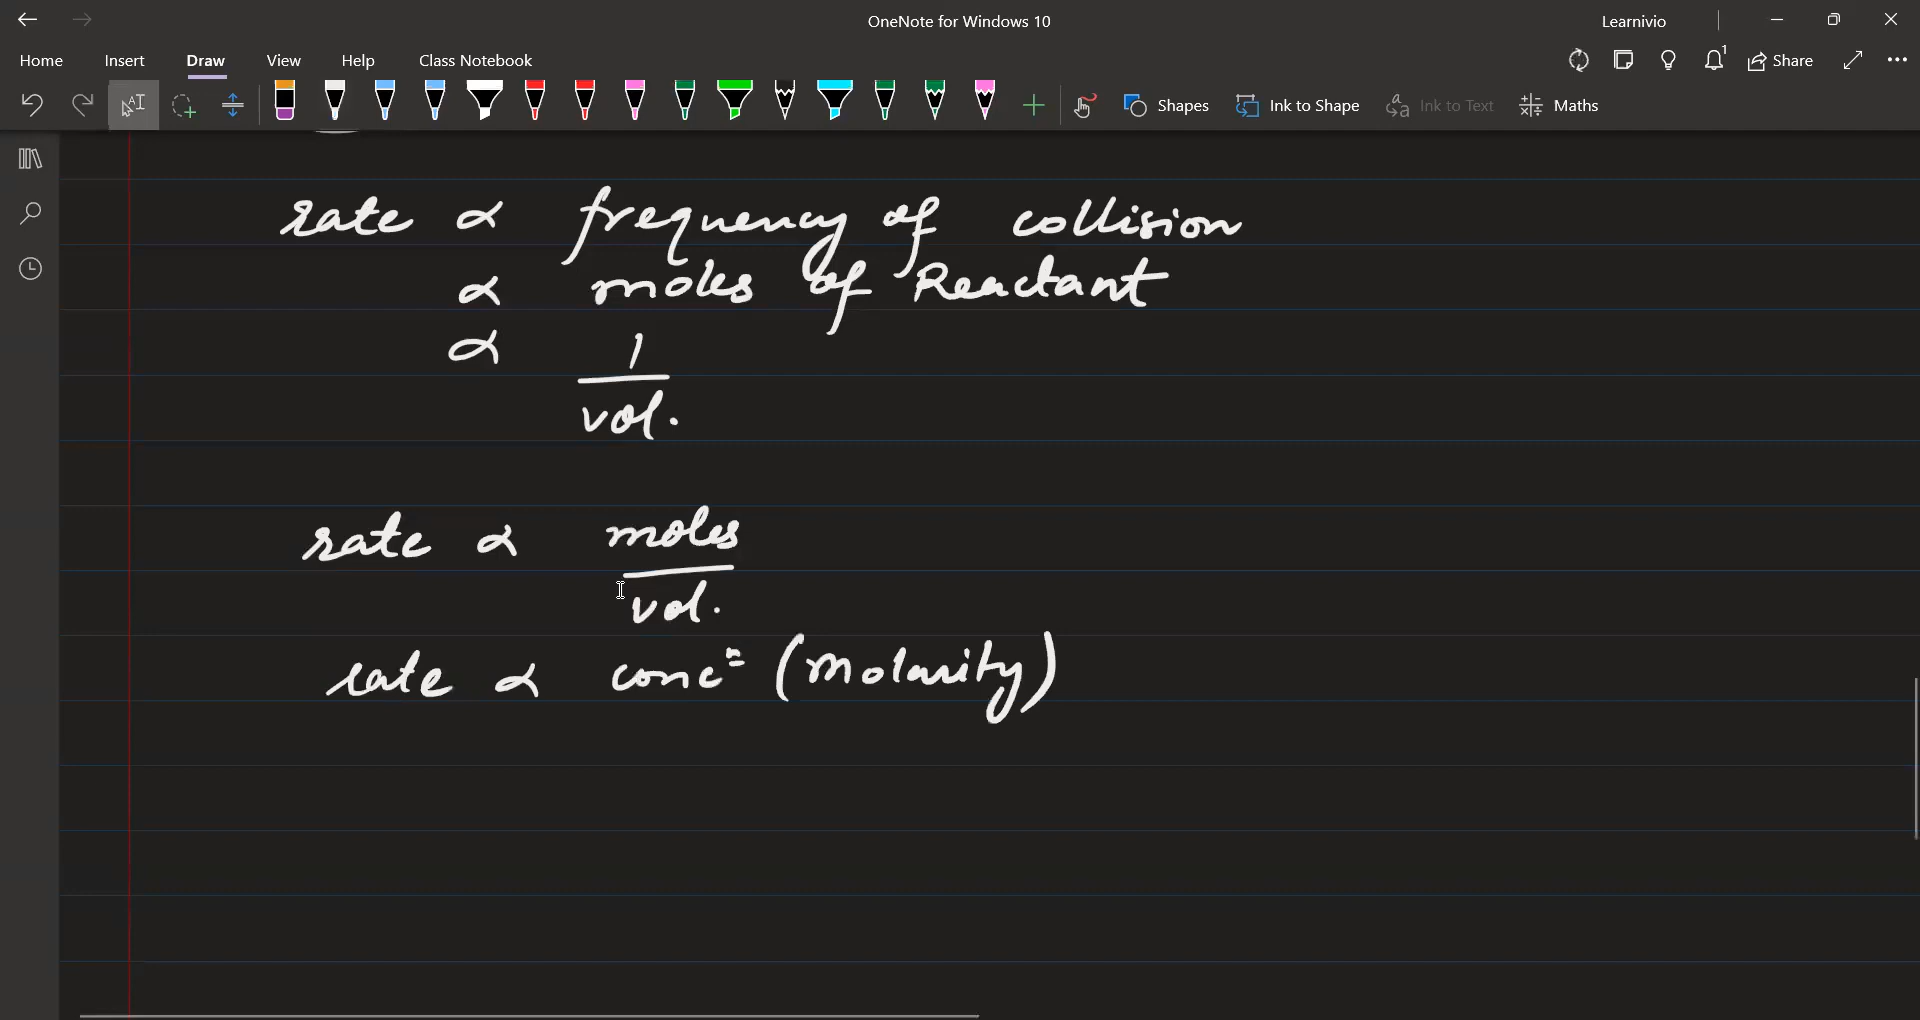 OneNote for Windows 10
Learnivio
Home Insert Draw View Help Class Notebook
Share
Shapes Ink to Shape Ink to Text Maths
rate α frequency of collision
α moles of Reactant
α 1
vol.
rate α moles
vol.
rate α concⁿ (Molarity)